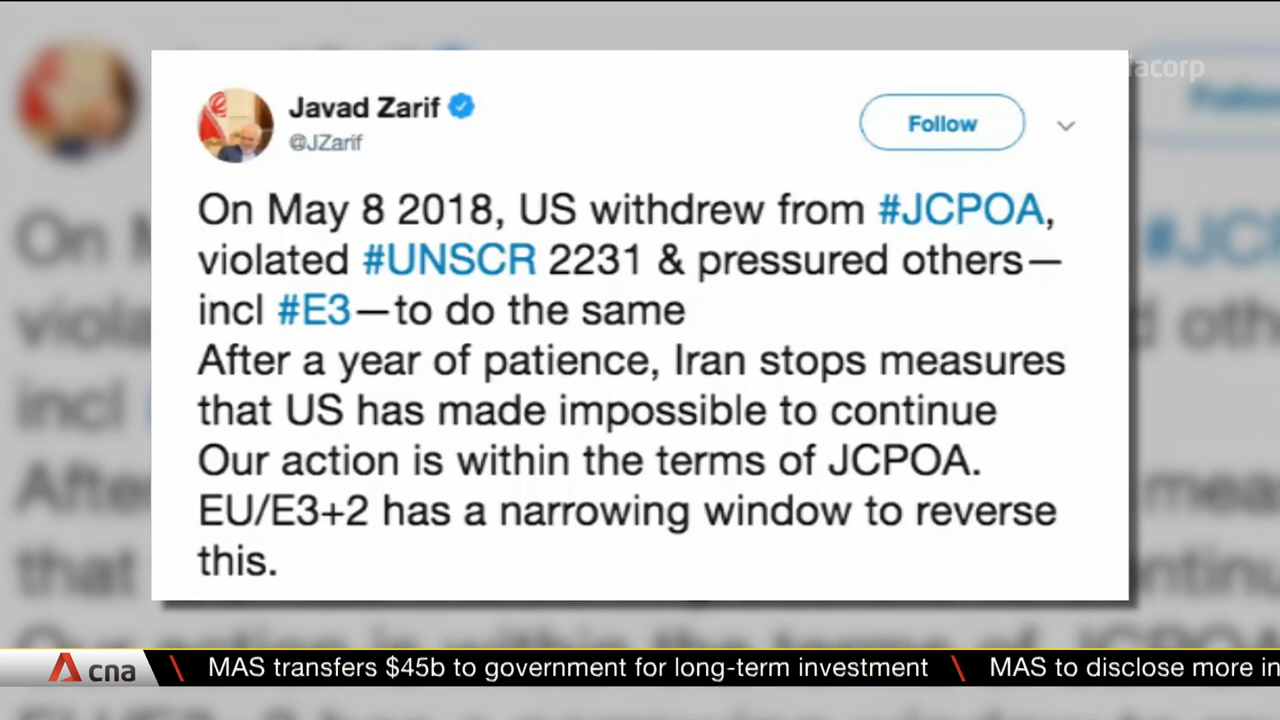 Javad Zarif
@JZarif
Follow
acorp
On May 8 2018, US withdrew from #JCPOA,
violated #UNSCR 2231 & pressured others—
incl #E3—to do the same
After a year of patience, Iran stops measures
that US has made impossible to continue
Our action is within the terms of JCPOA.
EU/E3+2 has a narrowing window to reverse
this.
cna \ MAS transfers $45b to government for long-term investment \ MAS to disclose more in